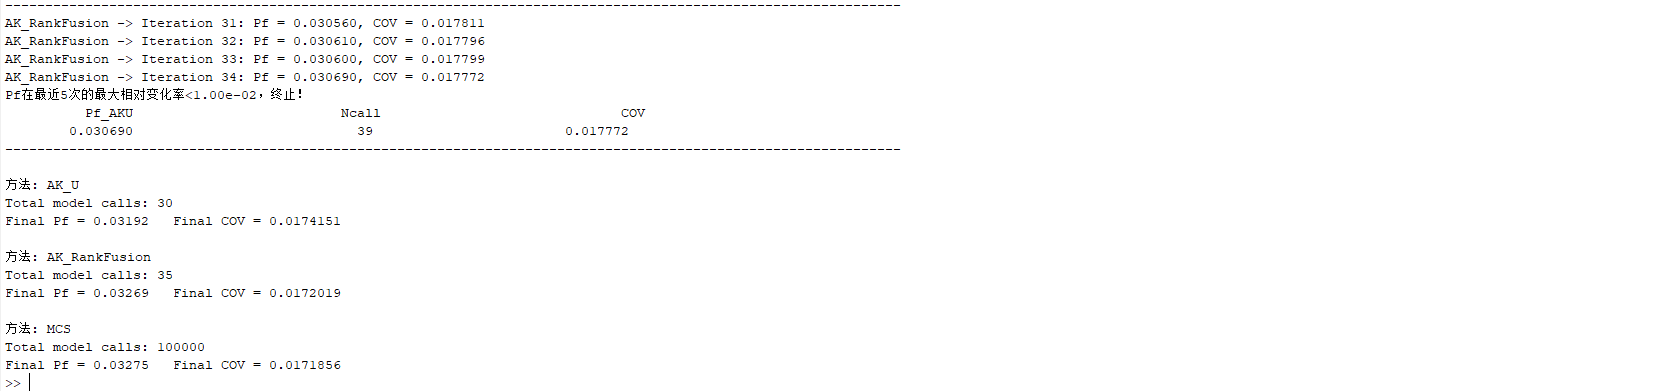 ----------------------------------------------------------------------------------------------------------------
AK_RankFusion -> Iteration 31: Pf = 0.030560, COV = 0.017811
AK_RankFusion -> Iteration 32: Pf = 0.030610, COV = 0.017796
AK_RankFusion -> Iteration 33: Pf = 0.030600, COV = 0.017799
AK_RankFusion -> Iteration 34: Pf = 0.030690, COV = 0.017772
Pf在最近5次的最大相对变化率<1.00e-02，终止！
Pf_AKU Ncall COV
0.030690 39 0.017772
----------------------------------------------------------------------------------------------------------------
方法: AK_U
Total model calls: 30
Final Pf = 0.03192 Final COV = 0.0174151
方法: AK_RankFusion
Total model calls: 35
Final Pf = 0.03269 Final COV = 0.0172019
方法: MCS
Total model calls: 100000
Final Pf = 0.03275 Final COV = 0.0171856
>>